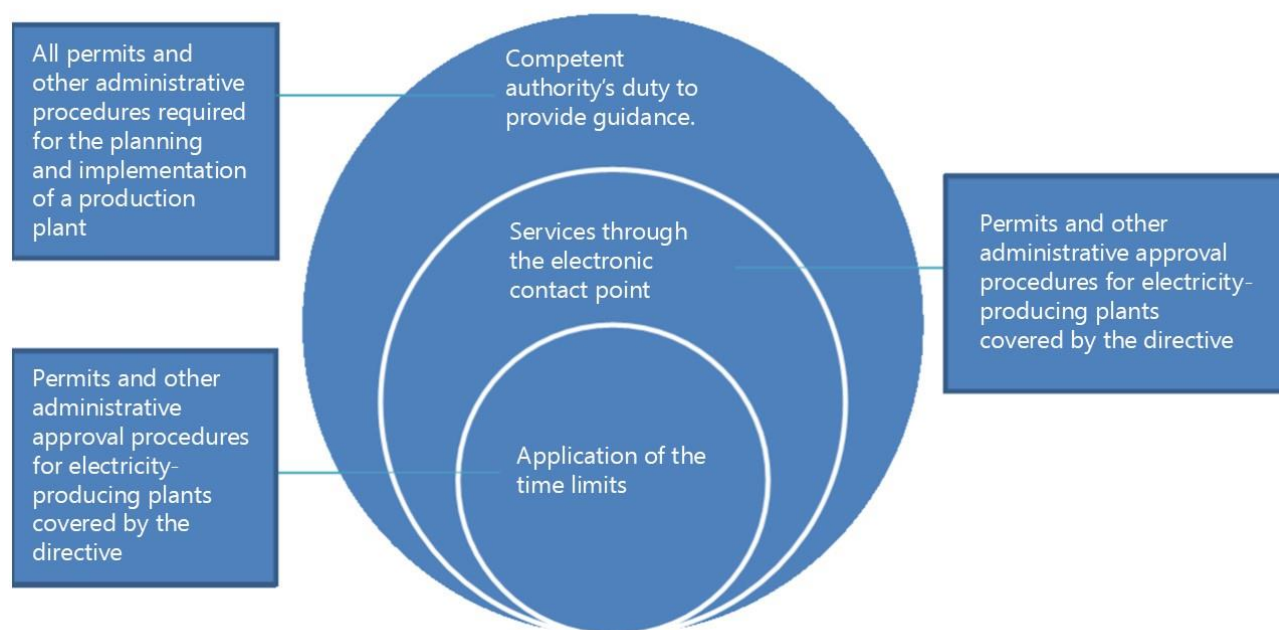 All permits and
other administrative
procedures required
for the planning
and implementation
of a production
plant
Competent
authority’s duty to
provide guidance.
Services through
the electronic
contact point
Permits and other
administrative approval
procedures for electricity-
producing plants
covered by the directive
Permits and other
administrative
approval procedures
for electricity-
producing plants
covered by the
directive
Application of the
time limits